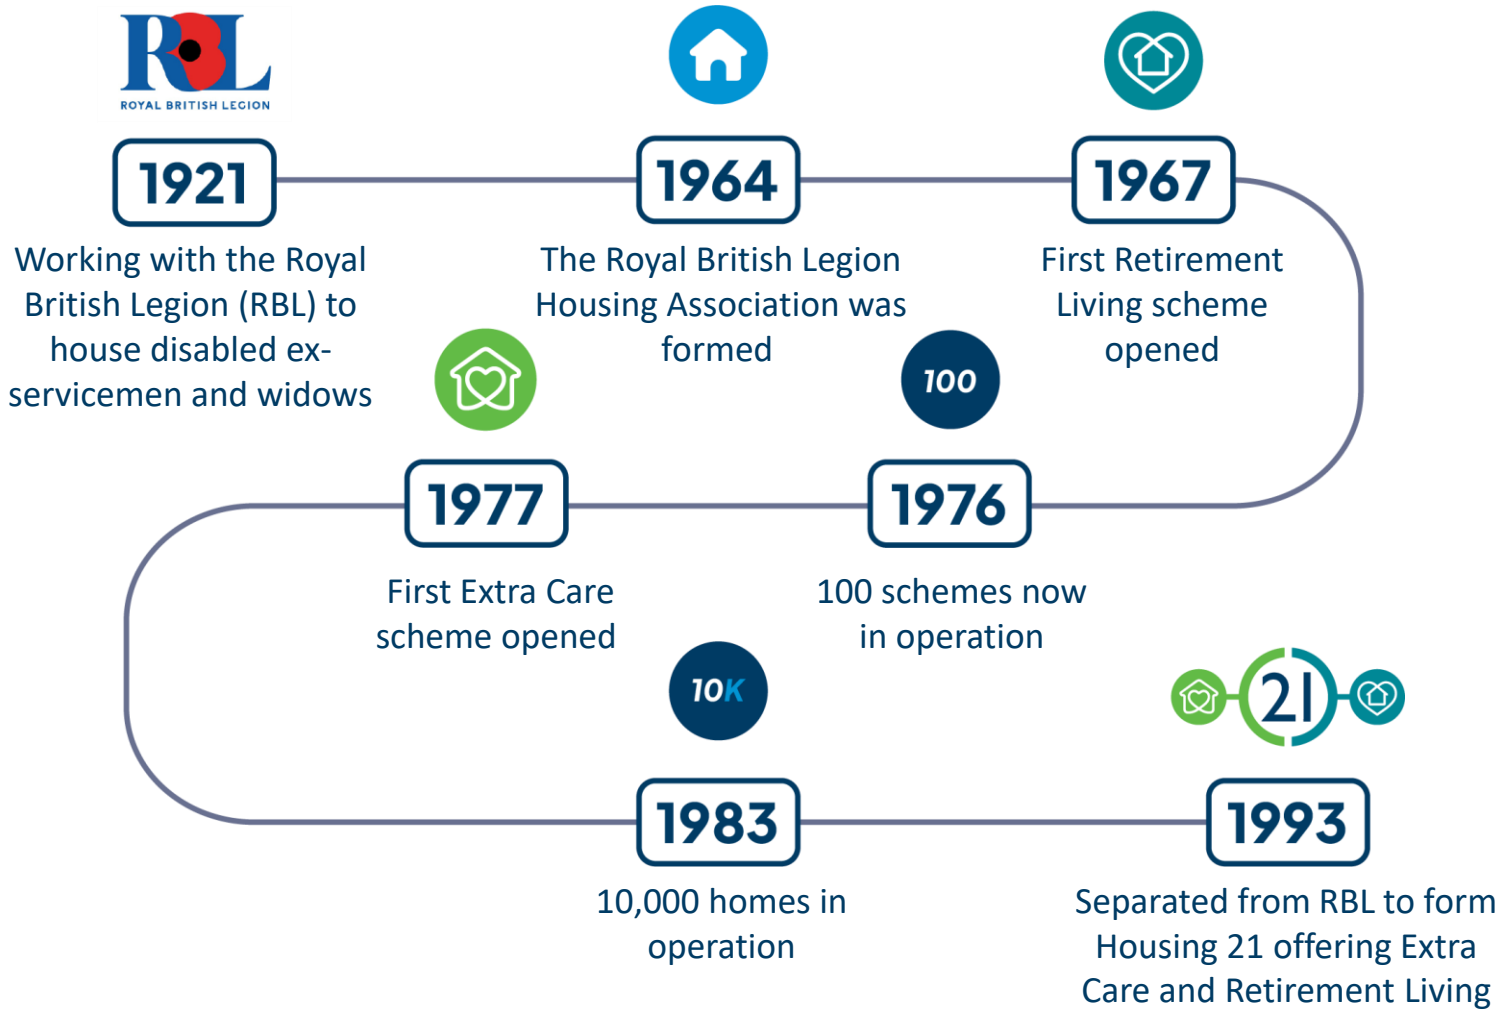 RBL
ROYAL BRITISH LEGION
1921
Working with the Royal
British Legion (RBL) to
house disabled ex-
servicemen and widows
1964
The Royal British Legion
Housing Association was
formed
1967
First Retirement
Living scheme
opened
100
1976
100 schemes now
in operation
1977
First Extra Care
scheme opened
10K
1983
10,000 homes in
operation
21
1993
Separated from RBL to form
Housing 21 offering Extra
Care and Retirement Living